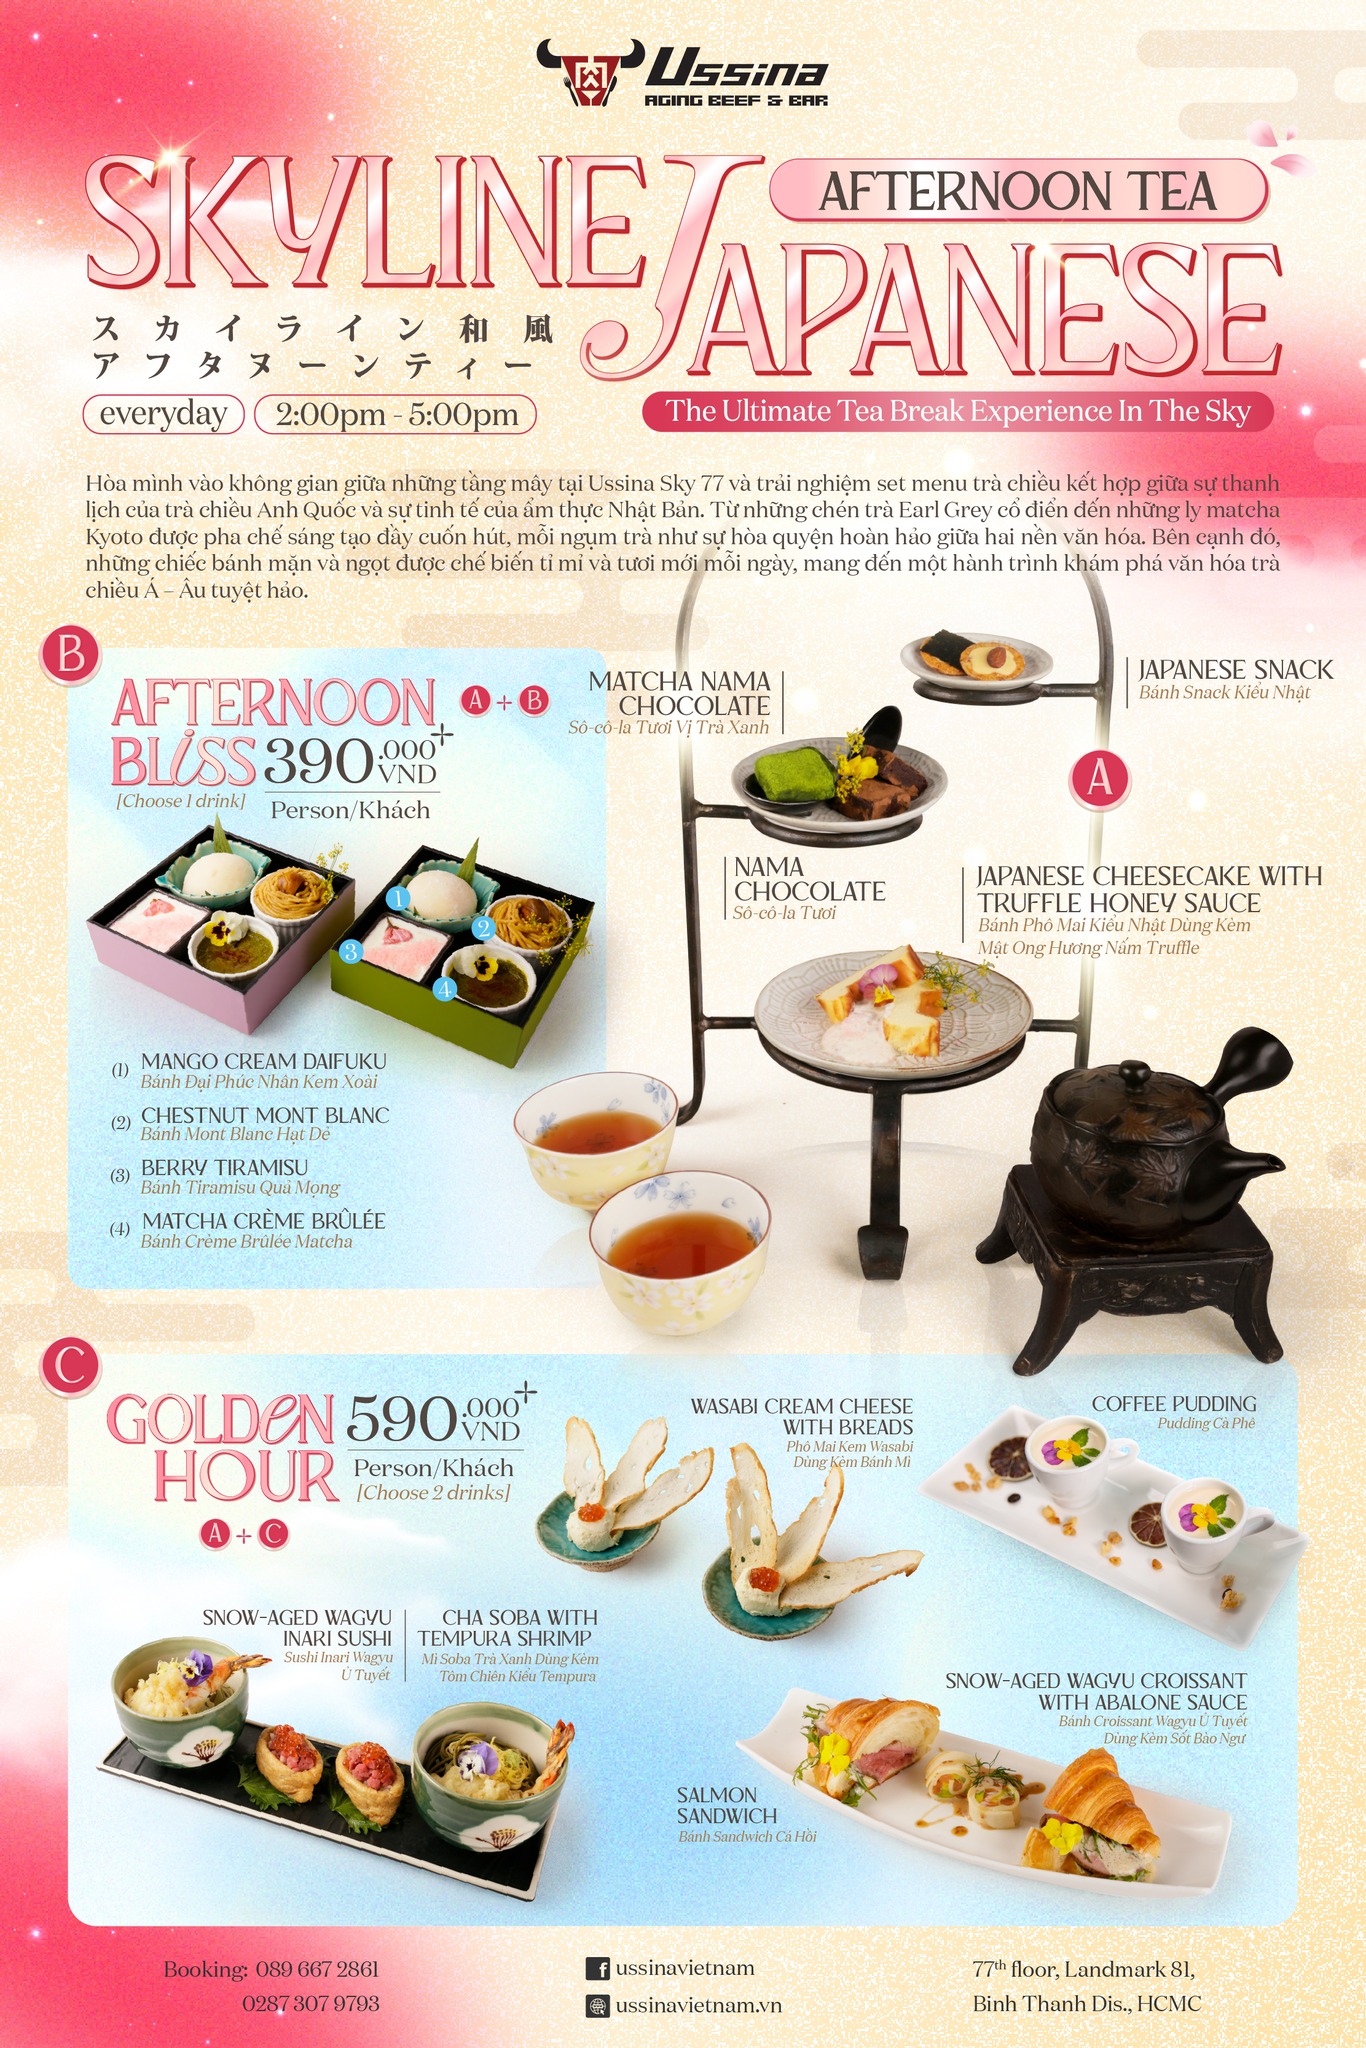 Ussina
AGING BEEF & BAR
SKYLINE
AFTERNOON TEA
JAPANESE
スカイライン和風
アフタヌーンティー
everyday
2:00pm - 5:00pm
The Ultimate Tea Break Experience In The Sky
Hòa mình vào không gian giữa những tầng mây tại Ussina Sky 77 và trải nghiệm set menu trà chiều kết hợp giữa sự thanh
lịch của trà chiều Anh Quốc và sự tinh tế của ẩm thực Nhật Bản. Từ những chén trà Earl Grey cổ điển đến những ly matcha
Kyoto được pha chế sáng tạo đầy cuốn hút, mỗi ngụm trà như sự hòa quyện hoàn hảo giữa hai nền văn hóa. Bên cạnh đó,
những chiếc bánh mặn và ngọt được chế biến tỉ mỉ và tươi mới mỗi ngày, mang đến một hành trình khám phá văn hóa trà
chiều Á – Âu tuyệt hảo.
B
AFTERNOON
BLISS
[Choose 1 drink]
A + B
390.000+
VND
Person/Khách
1
2
3
4
(1) MANGO CREAM DAIFUKU
Bánh Đại Phúc Nhân Kem Xoài
(2) CHESTNUT MONT BLANC
Bánh Mont Blanc Hạt Dẻ
(3) BERRY TIRAMISU
Bánh Tiramisu Quả Mọng
(4) MATCHA CRÈME BRÛLÉE
Bánh Crème Brûlée Matcha
MATCHA NAMA
CHOCOLATE
Sô-cô-la Tươi Vị Trà Xanh
JAPANESE SNACK
Bánh Snack Kiểu Nhật
A
NAMA
CHOCOLATE
Sô-cô-la Tươi
JAPANESE CHEESECAKE WITH
TRUFFLE HONEY SAUCE
Bánh Phô Mai Kiểu Nhật Dùng Kèm
Mật Ong Hương Nấm Truffle
C
GOLDEN
HOUR
590.000+
VND
Person/Khách
[Choose 2 drinks]
A + C
WASABI CREAM CHEESE
WITH BREADS
Phô Mai Kem Wasabi
Dùng Kèm Bánh Mì
COFFEE PUDDING
Pudding Cà Phê
SNOW-AGED WAGYU
INARI SUSHI
Sushi Inari Wagyu
Ủ Tuyết
CHA SOBA WITH
TEMPURA SHRIMP
Mì Soba Trà Xanh Dùng Kèm
Tôm Chiên Kiểu Tempura
SNOW-AGED WAGYU CROISSANT
WITH ABALONE SAUCE
Bánh Croissant Wagyu Ủ Tuyết
Dùng Kèm Sốt Bào Ngư
SALMON
SANDWICH
Bánh Sandwich Cá Hồi
Booking: 089 667 2861
0287 307 9793
ussinavietnam
ussinavietnam.vn
77th floor, Landmark 81,
Binh Thanh Dis., HCMC